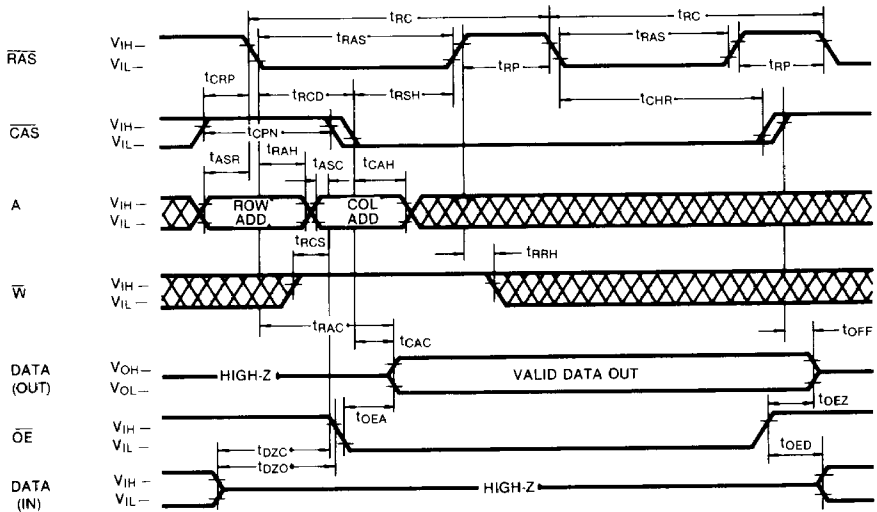 tRC tRC
RAS VIH– VIL– tRAS tRP tRAS tRP
tCRP tRCD tRSH tCHR
CAS VIH– VIL– tCPN
tASR tRAH tASC tCAH
A VIH– VIL– ROW ADD COL ADD
tRCS tRRH
W VIH– VIL–
tRAC tCAC tOFF
DATA (OUT) VOH– VOL– HIGH-Z VALID DATA OUT
tOEA tOEZ
OE VIH– VIL–
tDZC tOED
tDZO
DATA (IN) VIH– VIL– HIGH-Z